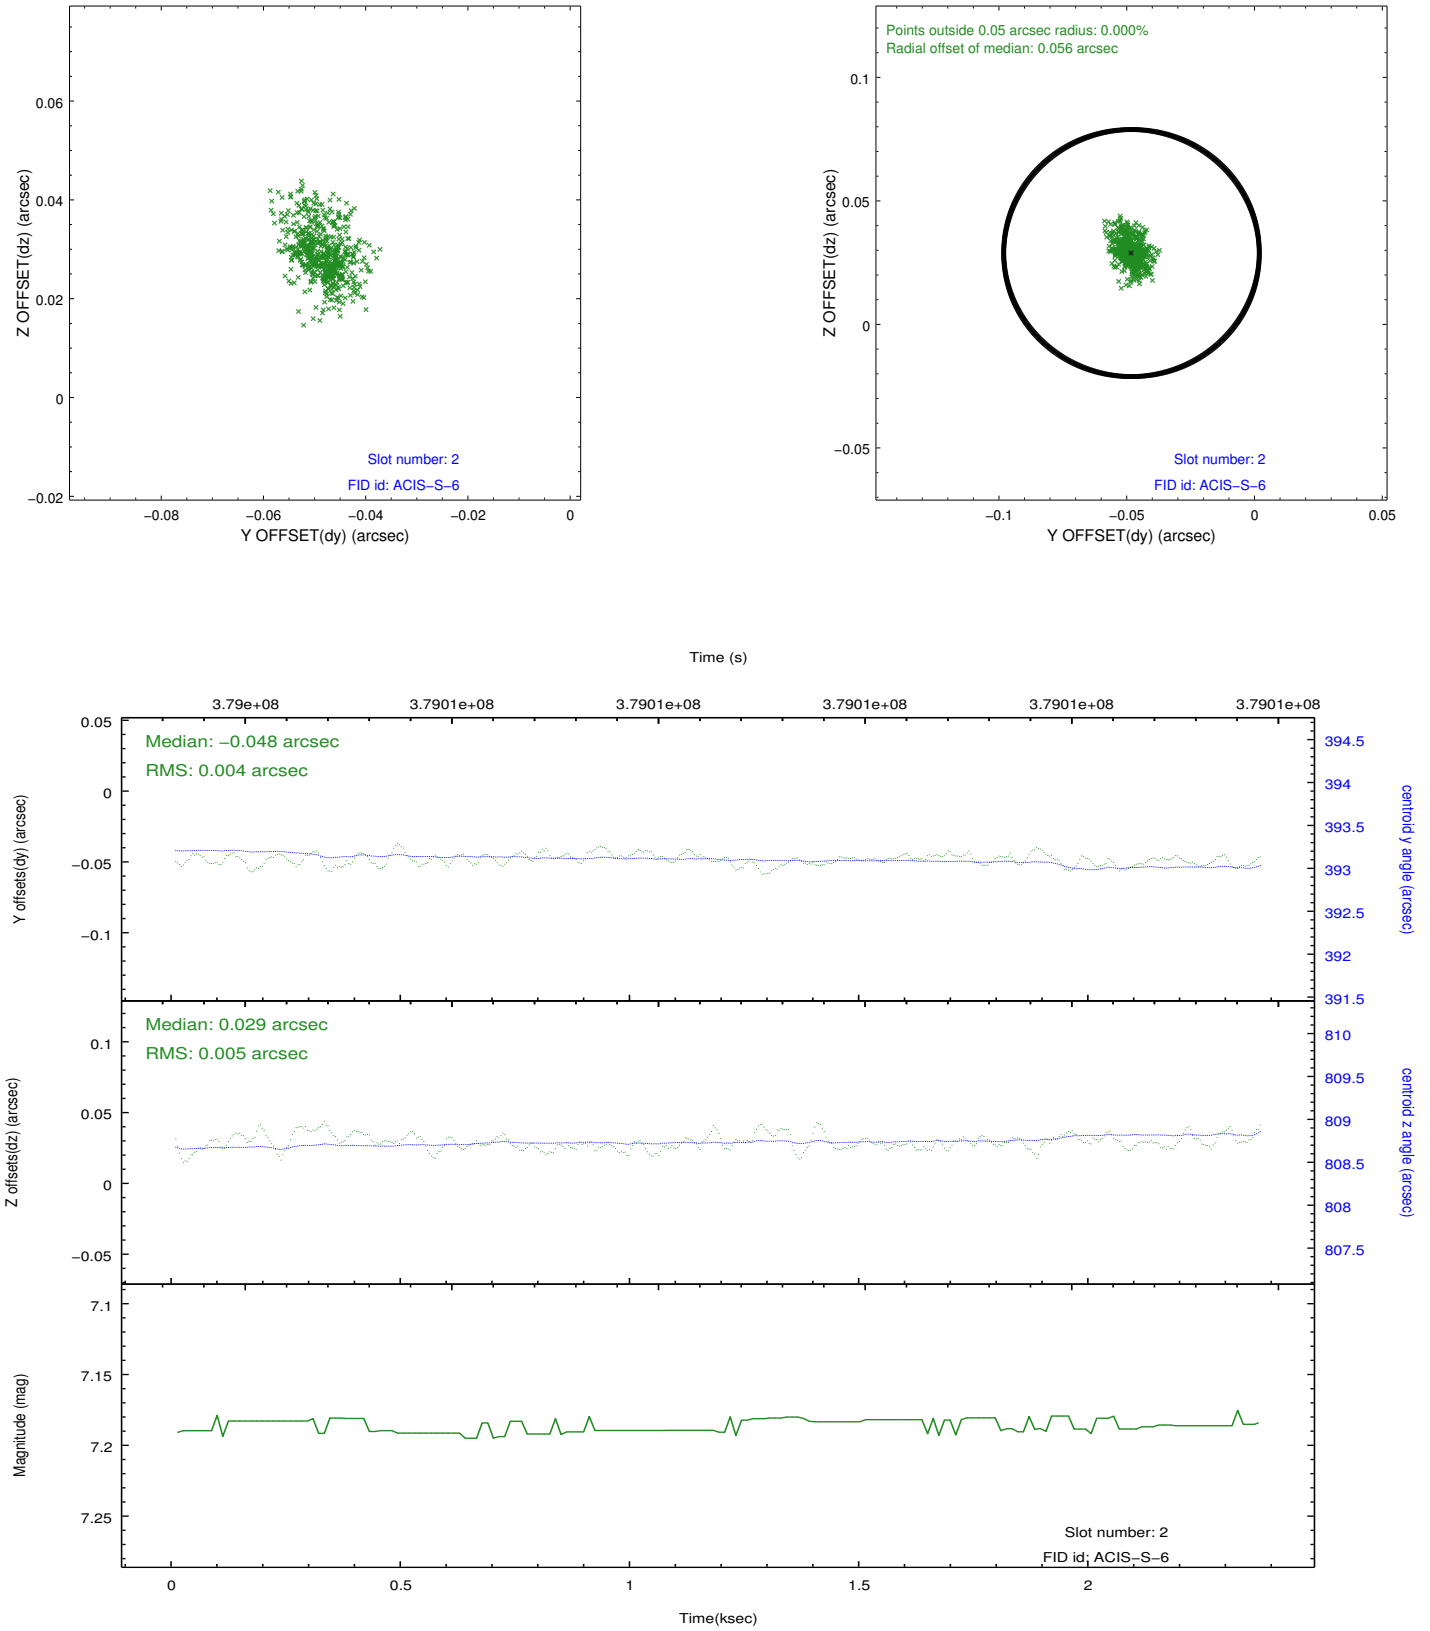 0.06
0.04
0.02
0
−0.02
−0.08
−0.06
−0.04
−0.02
0
Z OFFSET(dz) (arcsec)
Y OFFSET(dy) (arcsec)
Slot number: 2
FID id: ACIS−S−6
Points outside 0.05 arcsec radius: 0.000%
Radial offset of median: 0.056 arcsec
0.1
0.05
0
−0.05
−0.1
−0.05
0
0.05
Z OFFSET(dz) (arcsec)
Y OFFSET(dy) (arcsec)
Slot number: 2
FID id: ACIS−S−6
Time (s)
3.79e+08
3.7901e+08
3.7901e+08
3.7901e+08
3.7901e+08
3.7901e+08
Median: −0.048 arcsec
RMS: 0.004 arcsec
0.05
0
−0.05
−0.1
Y offsets(dy) (arcsec)
394.5
394
393.5
393
392.5
392
391.5
centroid y angle (arcsec)
Median: 0.029 arcsec
RMS: 0.005 arcsec
0.1
0.05
0
−0.05
Z offsets(dz) (arcsec)
810
809.5
809
808.5
808
807.5
centroid z angle (arcsec)
7.1
7.15
7.2
7.25
Magnitude (mag)
Slot number: 2
FID id: ACIS−S−6
0
0.5
1
1.5
2
Time(ksec)